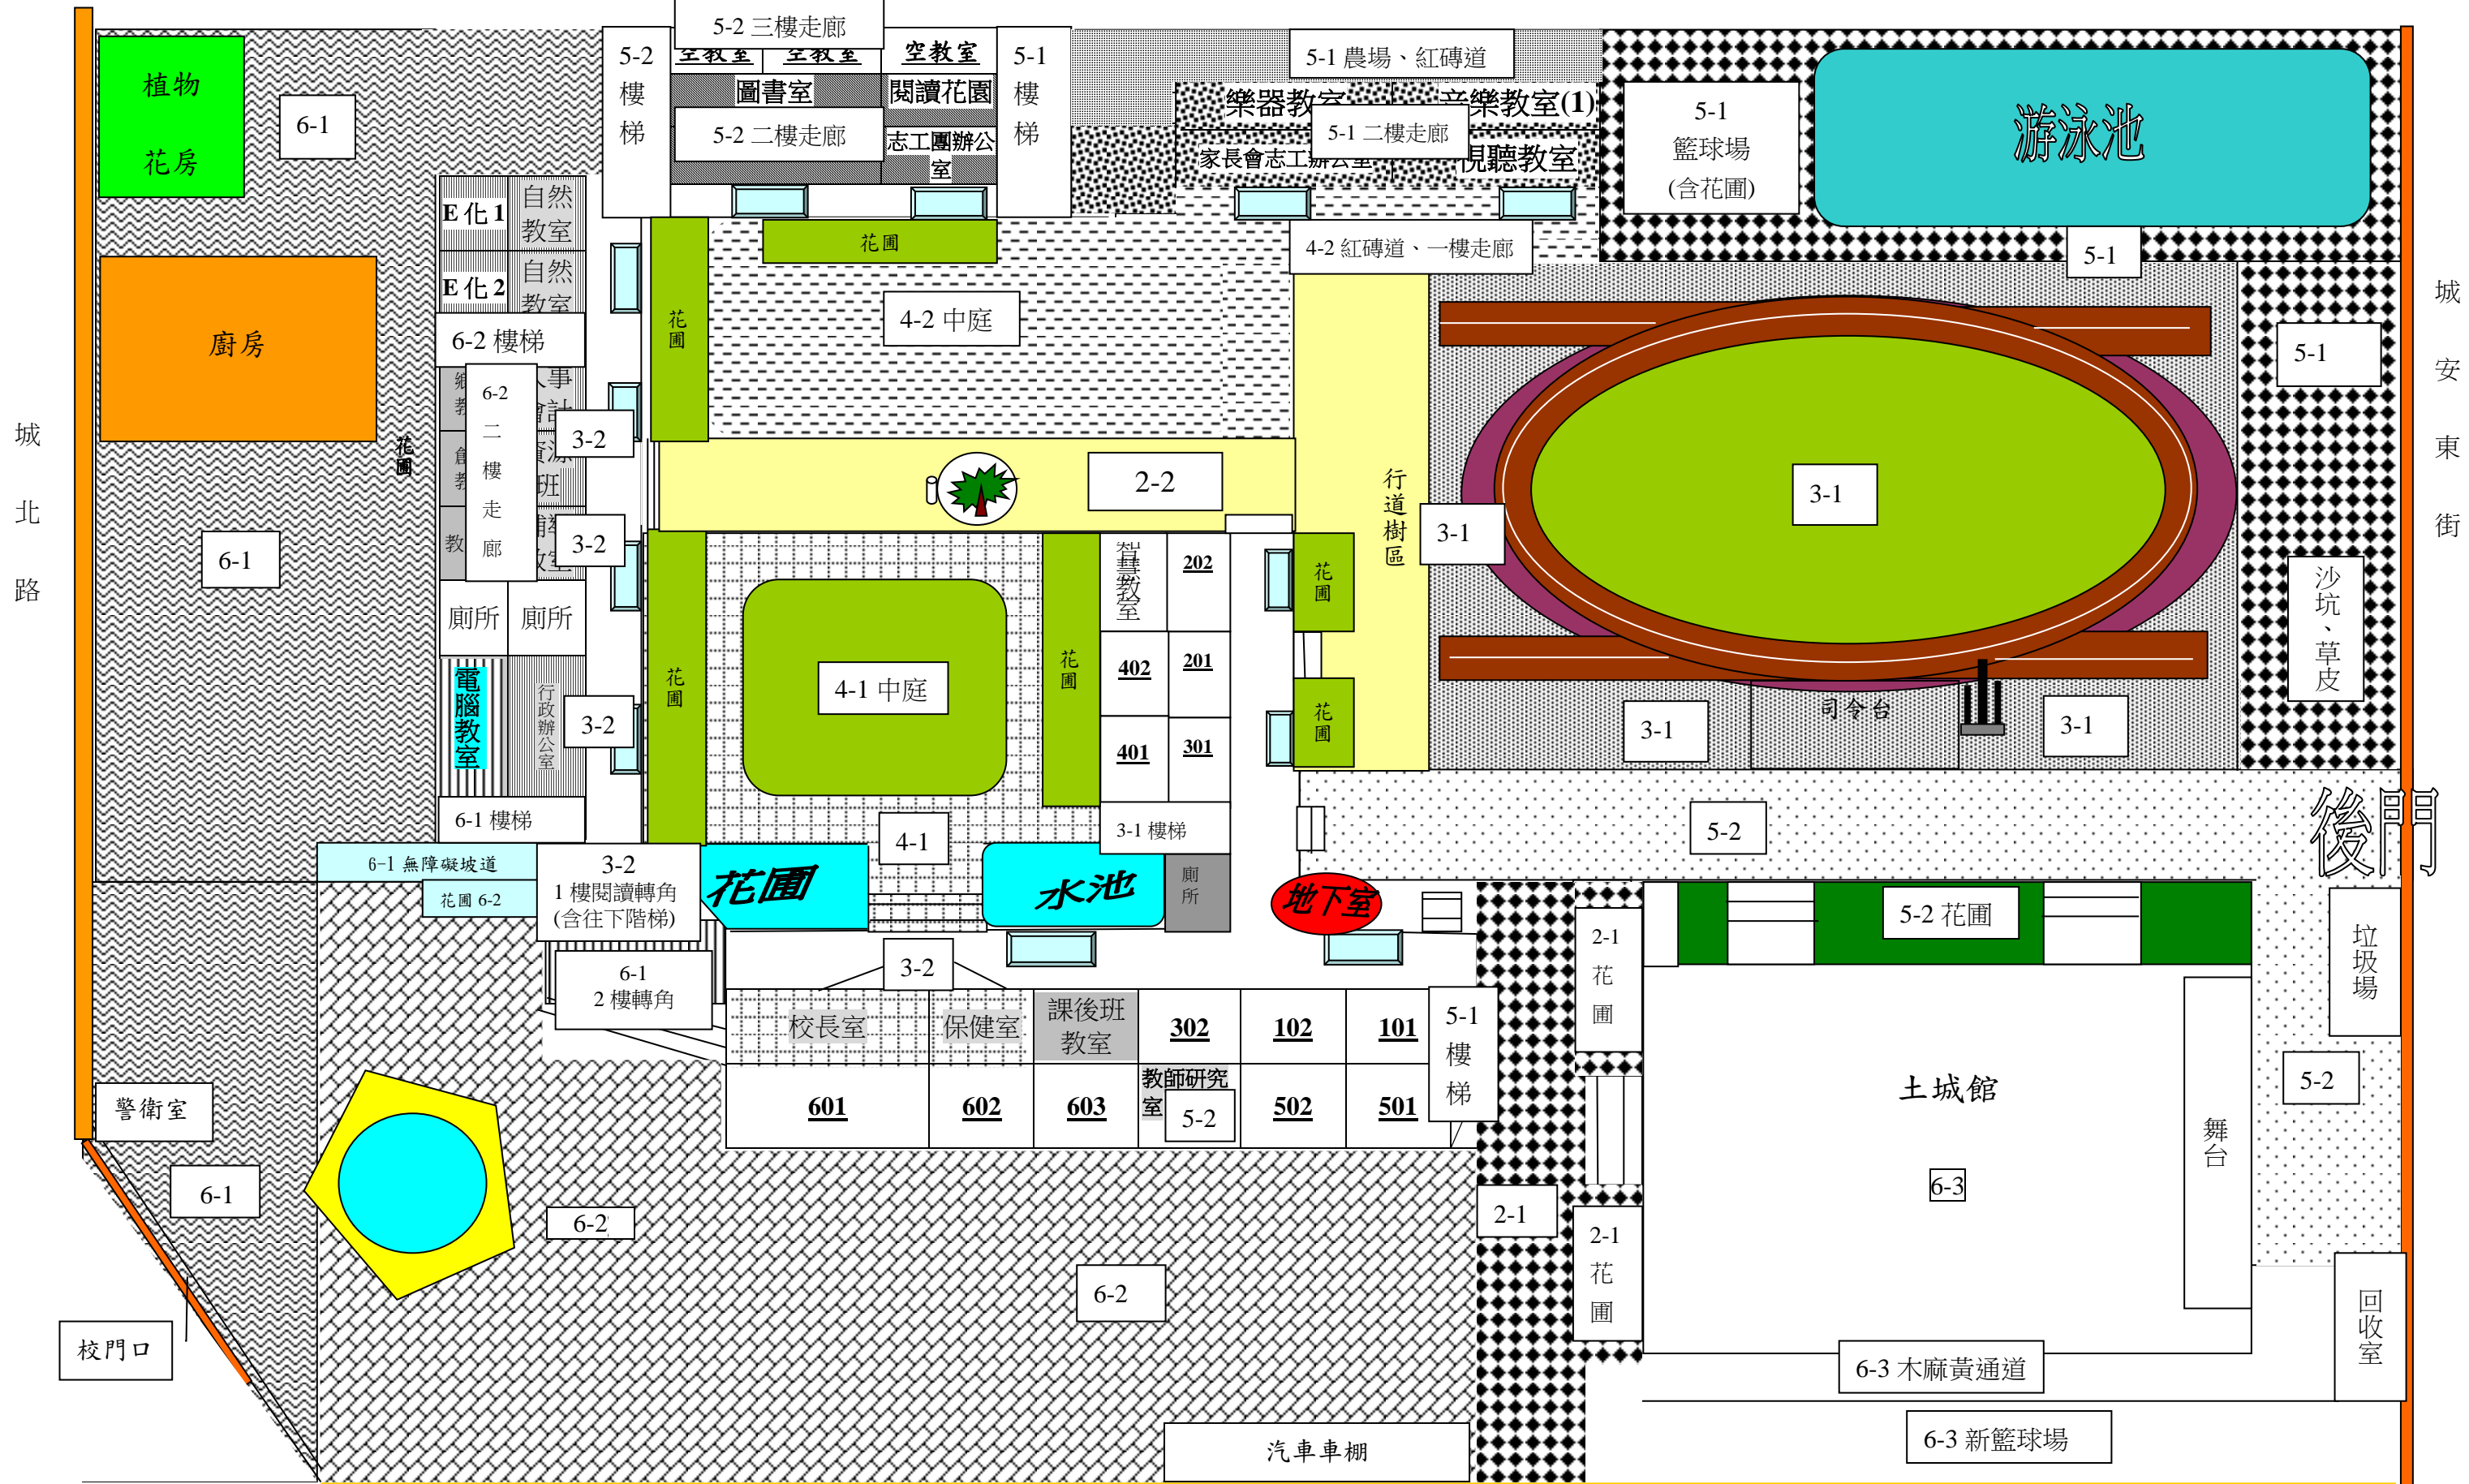 5-2 三樓走廊
5-2
樓
梯
空教室
空教室
空教室
5-1
樓
梯
5-1 農場、紅磚道
植物
花房
6-1
圖書室
閱讀花園
5-2 二樓走廊
志工團辦公
室
樂器教室
音樂教室(1)
5-1 二樓走廊
家長會志工辦公室
視聽教室
5-1
籃球場
(含花圃)
游泳池
E 化 1
自然
教室
E 化 2
自然
教室
花圃
4-2 紅磚道、一樓走廊
5-1
花圃
4-2 中庭
廚房
6-2 樓梯
6-2
二
樓
走
廊
人事
會計
資源
班
輔導
教室
3-2
3-2
花圃
城
北
路
城
安
東
街
5-1
2-2
行道樹區
3-1
3-1
6-1
廁所
廁所
電腦教室
行政辦公室
3-2
花圃
4-1 中庭
花圃
智慧教室
202
402
201
401
301
花圃
花圃
沙坑、草皮
3-1
司令台
3-1
6-1 樓梯
4-1
3-1 樓梯
5-2
後門
6-1 無障礙坡道
花圃 6-2
3-2
1 樓閱讀轉角
(含往下階梯)
花圃
水池
廁所
地下室
5-2 花圃
2-1
花
圃
垃圾場
6-1
2 樓轉角
3-2
校長室
保健室
課後班
教室
302
102
101
5-1
樓
梯
601
602
603
教師研究
室
5-2
502
501
土城館
舞台
5-2
警衛室
6-1
6-2
6-2
2-1
2-1
花
圃
6-3
回收室
校門口
6-3 木麻黃通道
汽車車棚
6-3 新籃球場